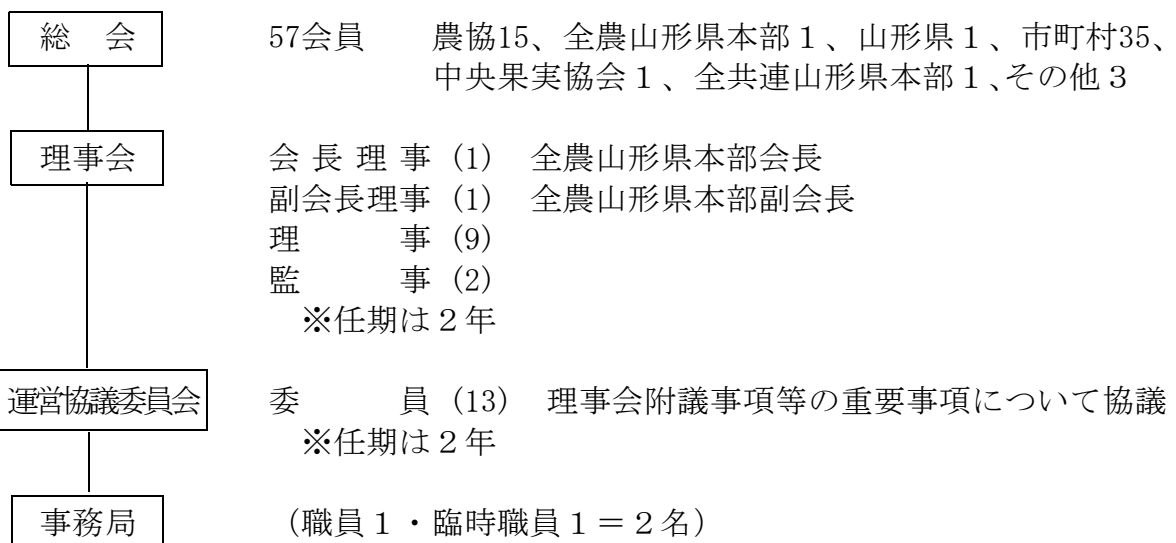 総　会　57会員　農協15、全農山形県本部１、山形県１、市町村35、
中央果実協会１、全共連山形県本部１、その他３
理事会　会 長 理 事 (1)　全農山形県本部会長
副会長理事 (1)　全農山形県本部副会長
理　　　事 (9)
監　　　事 (2)
※任期は２年
運営協議委員会　委　　　員 (13)　理事会附議事項等の重要事項について協議
※任期は２年
事務局　（職員１・臨時職員１＝２名）